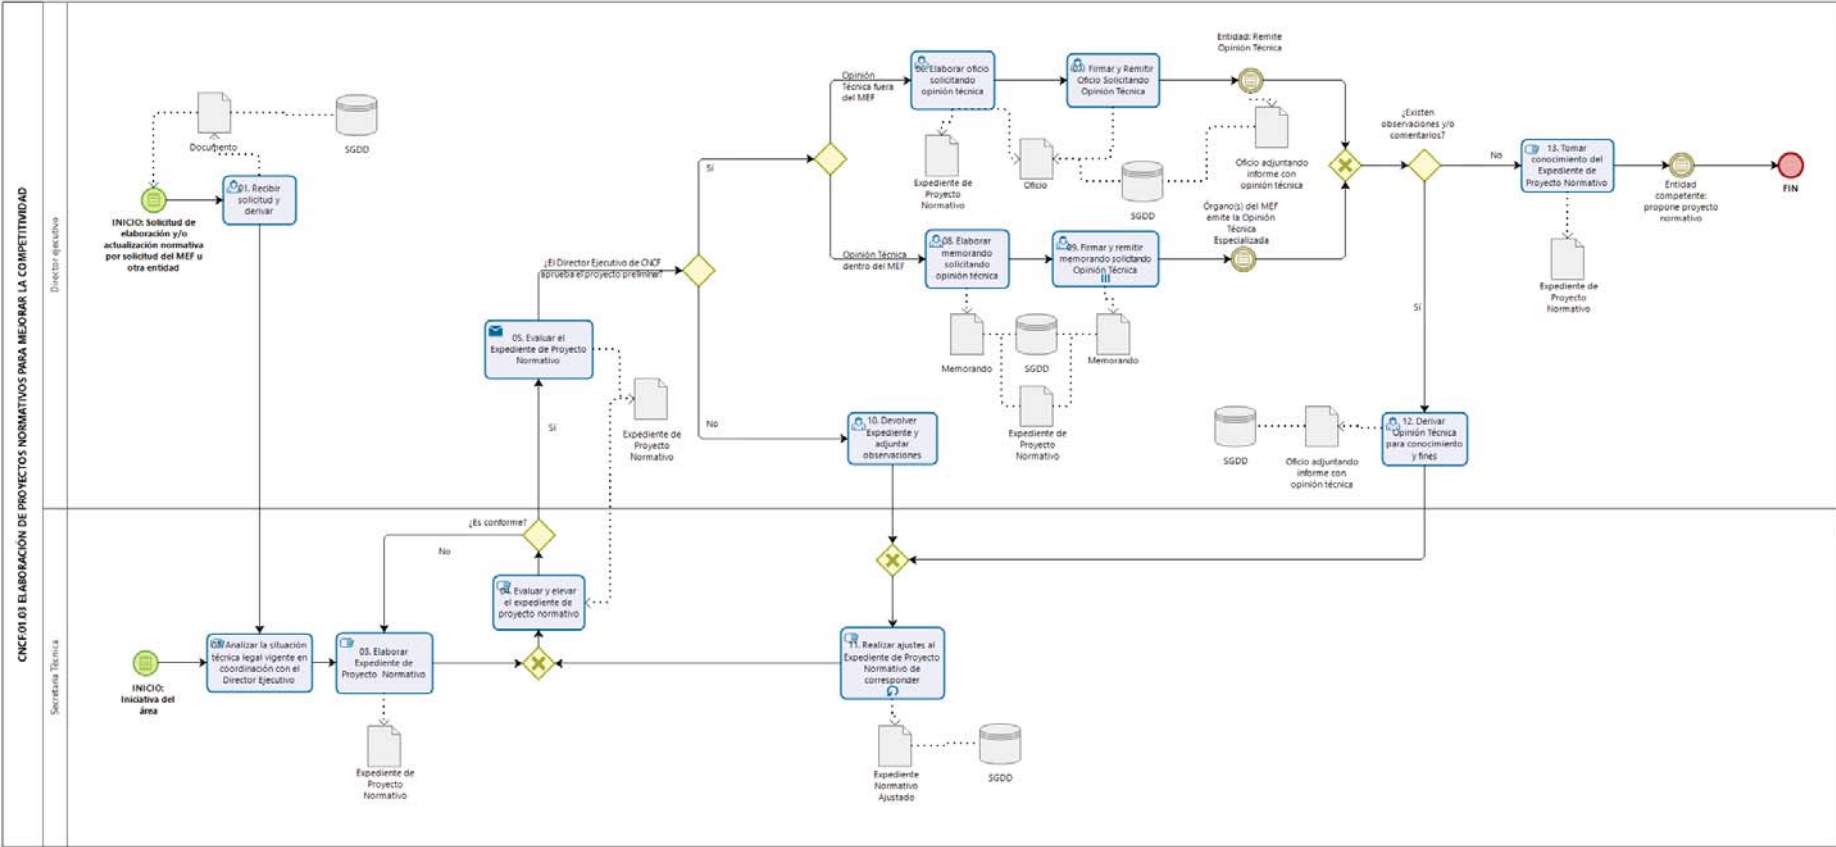 CNCF.01.03 ELABORACIÓN DE PROYECTOS NORMATIVOS PARA MEJORAR LA COMPETITIVIDAD
Director ejecutivo
Documento
SGDD
INICIO: Solicitud de
elaboración y/o
actualización normativa
por solicitud del MEF u
otra entidad
01. Recibir
solicitud y
derivar
¿El Director Ejecutivo de CNCF
aprueba el proyecto preliminar?
05. Evaluar el
Expediente de Proyecto
Normativo
Sí
Expediente de
Proyecto
Normativo
Sí
No
Opinión
Técnica fuera
del MEF
Elaborar oficio
solicitando
opinión técnica
Firmar y Remitir
Oficio Solicitando
Opinión Técnica
Entidad: Remite
Opinión Técnica
Expediente de
Proyecto
Normativo
Oficio
SGDD
Oficio adjuntando
informe con
opinión técnica
Opinión Técnica
dentro del MEF
08. Elaborar
memorando
solicitando
opinión técnica
09. Firmar y remitir
memorando solicitando
Opinión Técnica
Órgano(s) del MEF
emite la Opinión
Técnica
Especializada
Memorando
SGDD
Memorando
Expediente de
Proyecto
Normativo
10. Devolver
Expediente y
adjuntar
observaciones
¿Existen
observaciones y/o
comentarios?
No
Sí
13. Tomar
conocimiento del
Expediente de
Proyecto Normativo
Expediente de
Proyecto
Normativo
Entidad
competente:
propone proyecto
normativo
FIN
SGDD
Oficio adjuntando
informe con
opinión técnica
12. Derivar
Opinión Técnica
para conocimiento
y fines
Secretaría Técnica
¿Es conforme?
No
Evaluar y elevar
el expediente de
proyecto normativo
INICIO:
Iniciativa del
área
Analizar la situación
técnica legal vigente en
coordinación con el
Director Ejecutivo
03. Elaborar
Expediente de
Proyecto Normativo
Expediente de
Proyecto
Normativo
11. Realizar ajustes al
Expediente de Proyecto
Normativo de
corresponder
Expediente
Normativo
Ajustado
SGDD